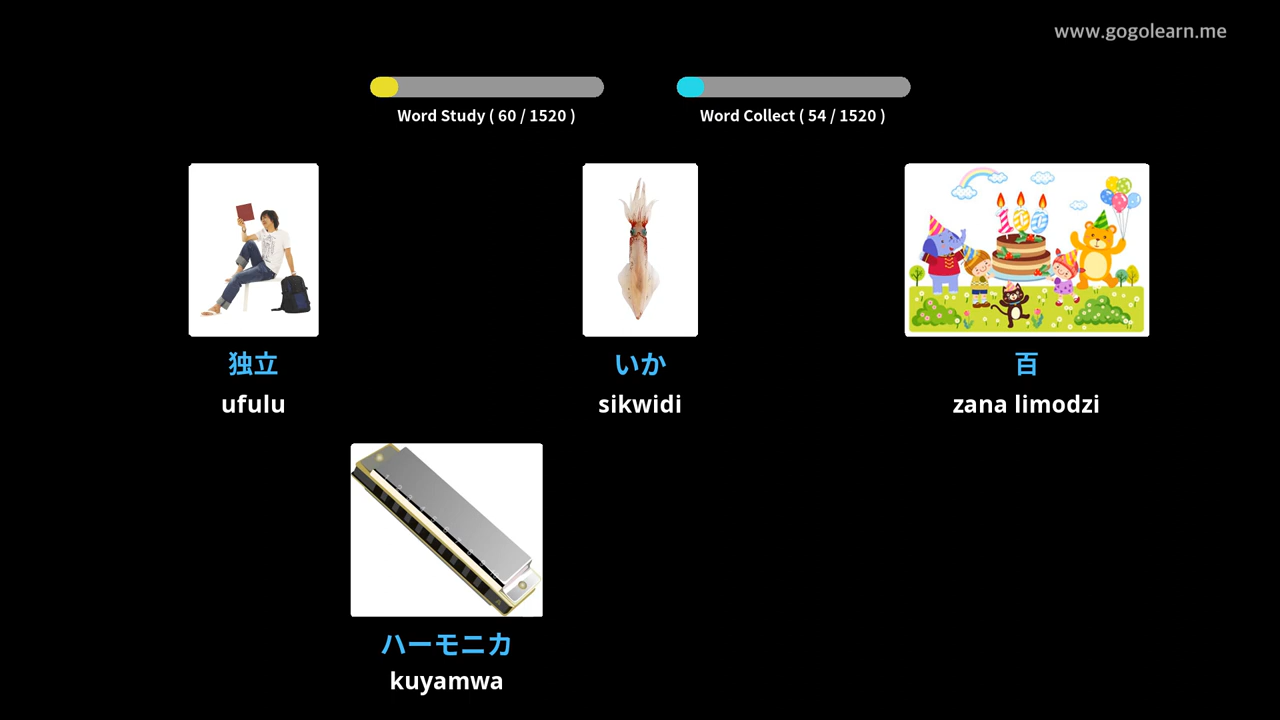 www.gogolearn.me
Word Study ( 60 / 1520 )
Word Collect ( 54 / 1520 )
100
独立
いか
百
ufulu
sikwidi
zana limodzi
ハーモニカ
kuyamwa